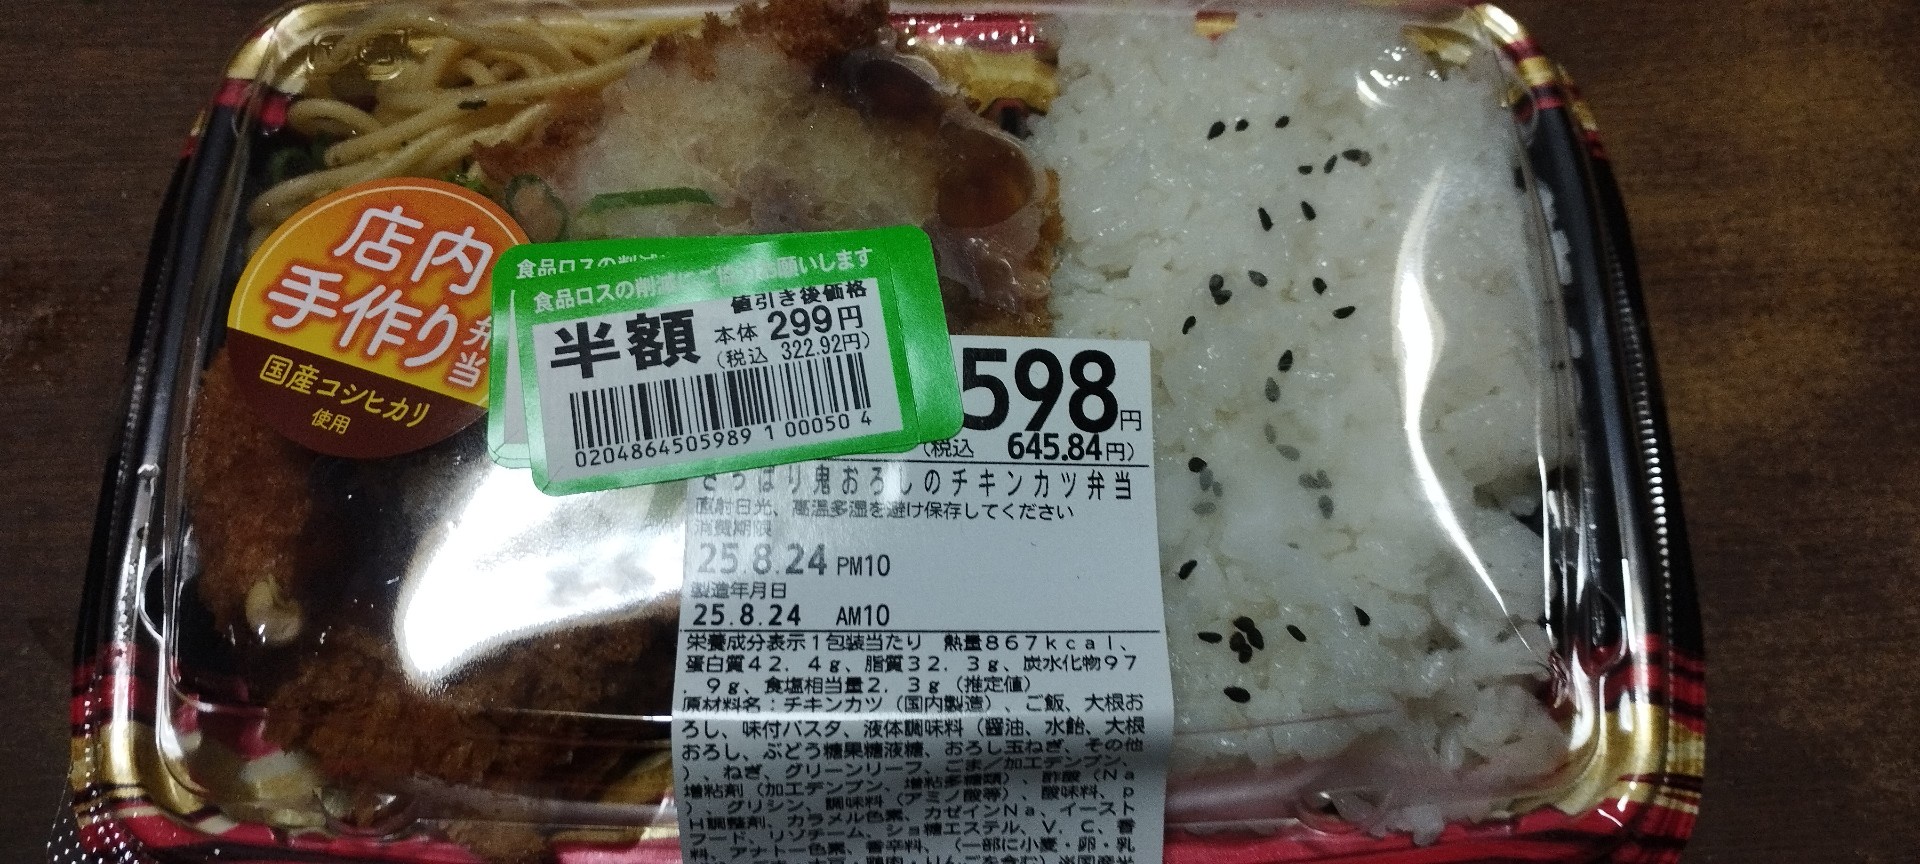 店内
手作り
弁当
国産コシヒカリ
使用
食品ロスの削減
お願いします
食品ロスの削減にご
値引き後価格
半額 本体 299円
(税込 322.92円)
0204864505989 1 00050 4
598円
(税込 645.84円)
さっぱり鬼おろしのチキンカツ弁当
直射日光、高温多湿を避け保存してください
消費期限
25.8.24 PM10
製造年月日
25.8.24 AM10
栄養成分表示1包装当たり 熱量867kcal、
蛋白質42.4g、脂質32.3g、炭水化物97
.9g、食塩相当量2.3g(推定値)
原材料名:チキンカツ(国内製造)、ご飯、大根お
ろし、味付パスタ、液体調味料(醤油、水飴、大根
おろし、ぶどう糖果糖液糖、おろし玉ねぎ、その他
)、ねぎ、グリーンリーフ、ごま/加工デンプン、
増粘剤(加工デンプン、増粘多糖類)、酢酸(Na
)、グリシン、調味料(アミノ酸等)、酸味料、p
H調整剤、カラメル色素、カゼインNa、イースト
フード、リゾチーム、ショ糖エステル、V.C、香
料、アナトー色素、香辛料、(一部に小麦・卵・乳
大豆・鶏肉・りんごを含む)※国産米